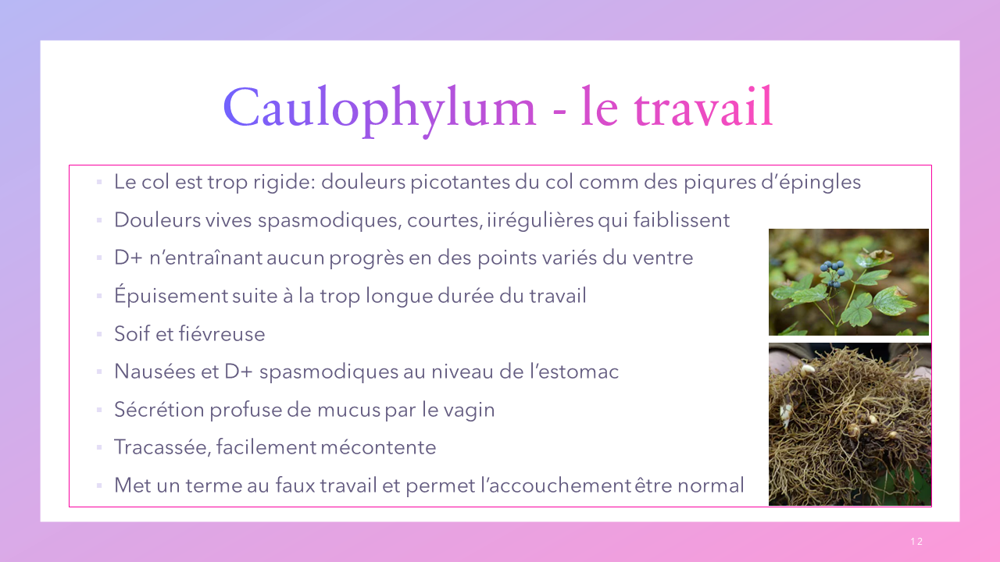 Caulophylum - le travail
Le col est trop rigide: douleurs picotantes du col comm des piqures d’épingles
Douleurs vives spasmodiques, courtes, iirégulières qui faiblissent
D+ n’entraînant aucun progrès en des points variés du ventre
Épuisement suite à la trop longue durée du travail
Soif et fiévreuse
Nausées et D+ spasmodiques au niveau de l’estomac
Sécrétion profuse de mucus par le vagin
Tracassée, facilement mécontente
Met un terme au faux travail et permet l’accouchement être normal
12